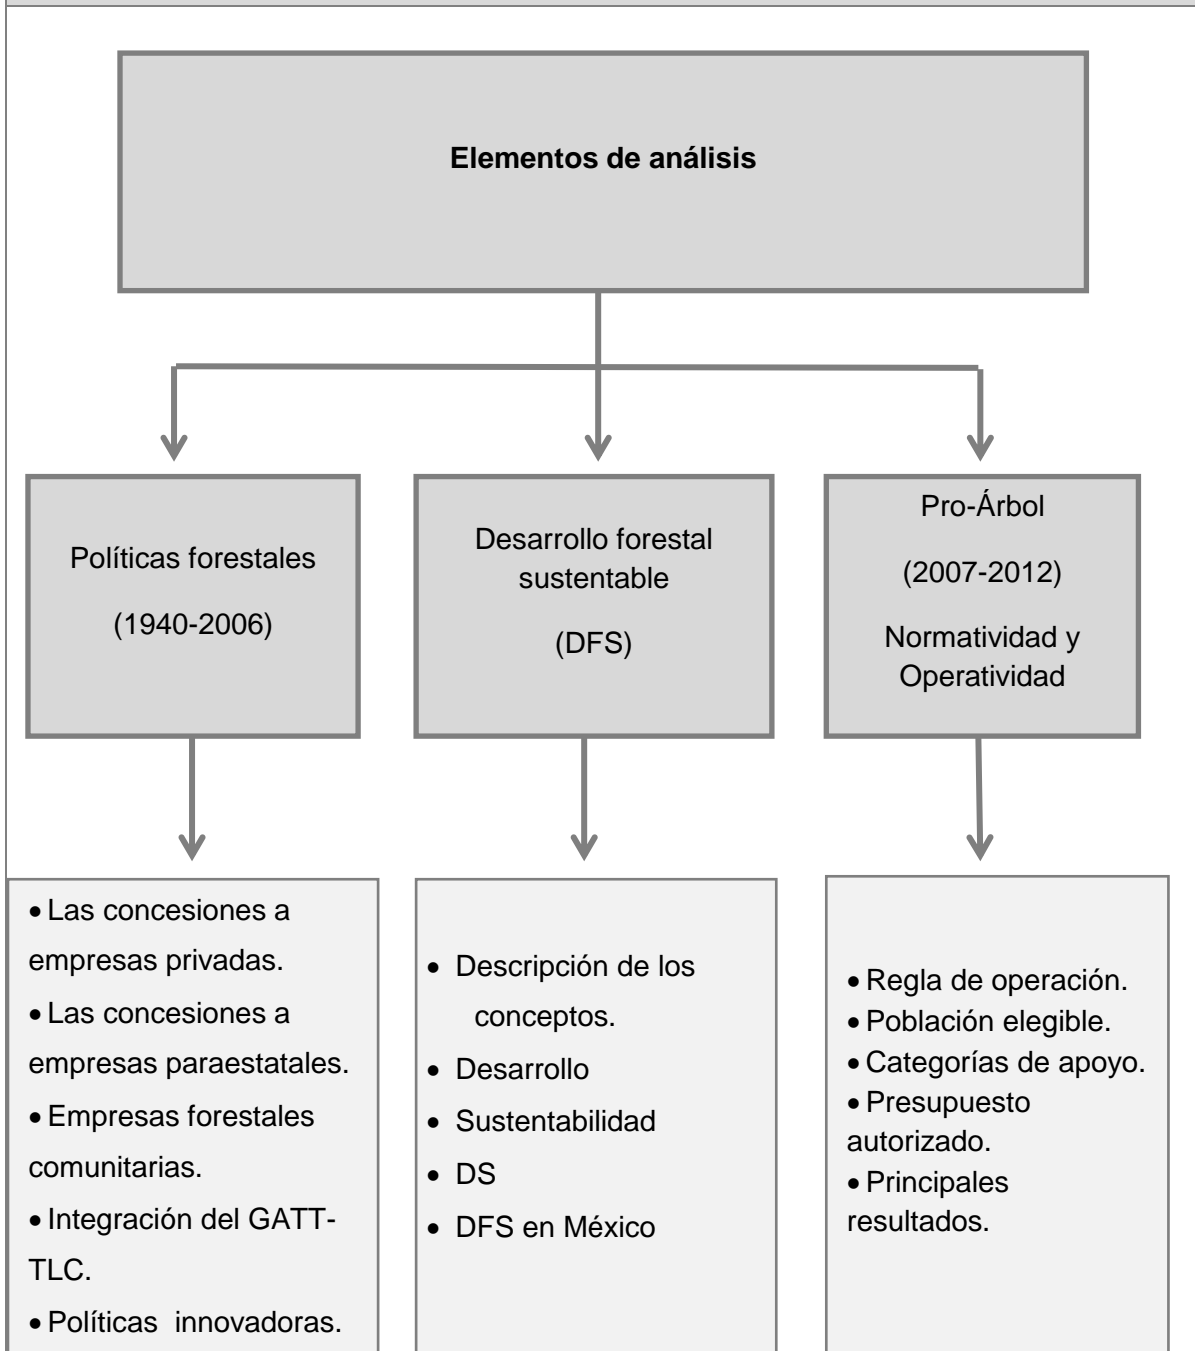 Elementos de análisis
Políticas forestales
(1940-2006)
Desarrollo forestal
sustentable
(DFS)
Pro-Árbol
(2007-2012)
Normatividad y
Operatividad
• Las concesiones a
empresas privadas.
• Las concesiones a
empresas paraestatales.
• Empresas forestales
comunitarias.
• Integración del GATT-
TLC.
• Políticas innovadoras.
• Descripción de los
conceptos.
• Desarrollo
• Sustentabilidad
• DS
• DFS en México
• Regla de operación.
• Población elegible.
• Categorías de apoyo.
• Presupuesto
autorizado.
• Principales
resultados.